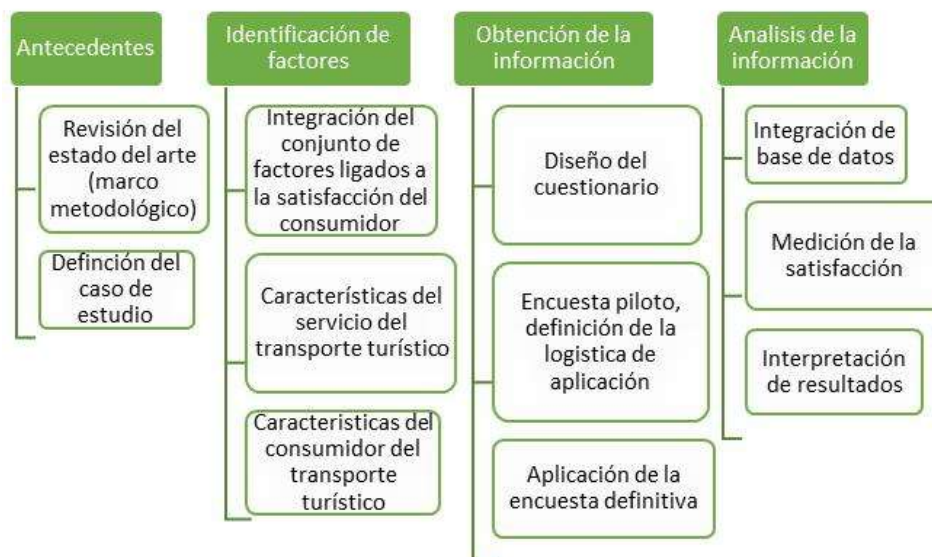 Antecedentes
Revisión del
estado del arte
(marco
metodológico)
Definción del
caso de
estudio
Identificación de
factores
Integración del
conjunto de
factores ligados a
la satisfacción del
consumidor
Característícas del
servicio del
transporte turístico
Caracteristicas del
consumidor del
transporte
turístico
Obtención de la
información
Diseño del
cuestionario
Encuesta piloto,
definición de la
logistica de
aplicación
Aplicación de la
encuesta definitiva
Analisis de la
información
Integración de
base de datos
Medición de la
satisfacción
Interpretación
de resultados